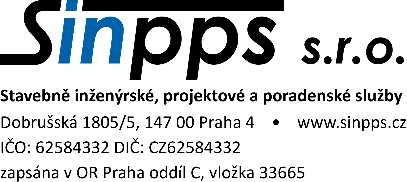 Sinpps s.r.o.
Stavebně inženýrské, projektové a poradenské služby
Dobrušská 1805/5, 147 00 Praha 4 • www.sinpps.cz
IČO: 62584332 DIČ: CZ62584332
zapsána v OR Praha oddíl C, vložka 33665